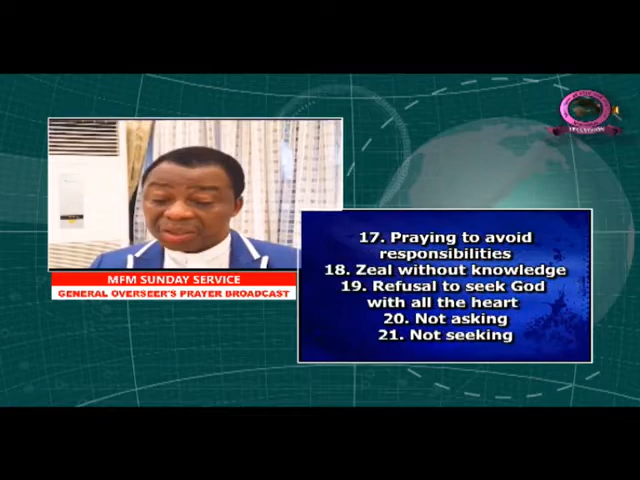 MFM SUNDAY SERVICE
GENERAL OVERSEER'S PRAYER BROADCAST
17. Praying to avoid
responsibilities
18. Zeal without knowledge
19. Refusal to seek God
with all the heart
20. Not asking
21. Not seeking